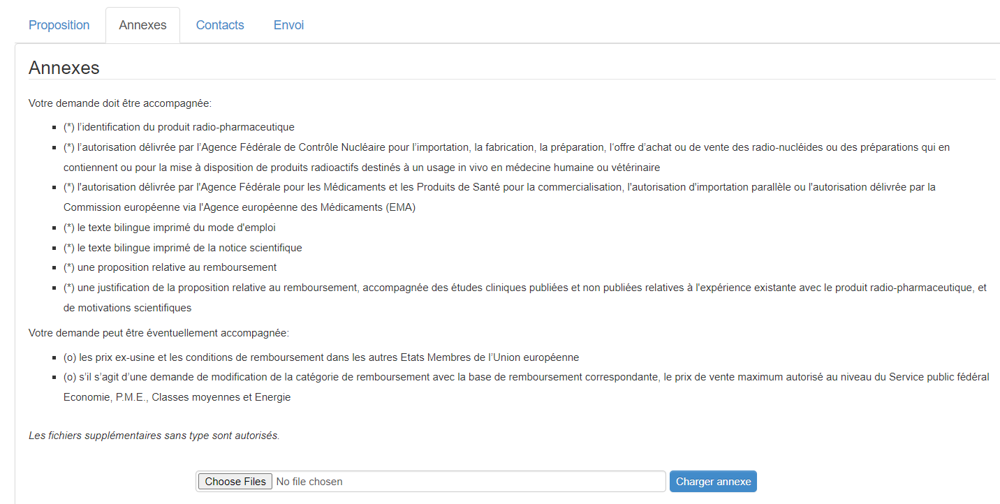 Proposition Annexes Contacts Envoi
Annexes
Votre demande doit être accompagnée:
(*) l’identification du produit radio-pharmaceutique
(*) l’autorisation délivrée par l’Agence Fédérale de Contrôle Nucléaire pour l’importation, la fabrication, la préparation, l‘offre d’achat ou de vente des radio-nucléides ou des préparations qui en
contiennent ou pour la mise à disposition de produits radioactifs destinés à un usage in vivo en médecine humaine ou vétérinaire
(*) l'autorisation délivrée par l'Agence Fédérale pour les Médicaments et les Produits de Santé pour la commercialisation, l'autorisation d'importation parallèle ou l'autorisation délivrée par la
Commission européenne via l'Agence européenne des Médicaments (EMA)
(*) le texte bilingue imprimé du mode d'emploi
(*) le texte bilingue imprimé de la notice scientifique
(*) une proposition relative au remboursement
(*) une justification de la proposition relative au remboursement, accompagnée des études cliniques publiées et non publiées relatives à l'expérience existante avec le produit radio-pharmaceutique, et
de motivations scientifiques
Votre demande peut être éventuellement accompagnée:
(o) les prix ex-usine et les conditions de remboursement dans les autres Etats Membres de l’Union européenne
(o) s’il s’agit d’une demande de modification de la catégorie de remboursement avec la base de remboursement correspondante, le prix de vente maximum autorisé au niveau du Service public fédéral
Economie, P.M.E., Classes moyennes et Energie
Les fichiers supplémentaires sans type sont autorisés.
Choose Files No file chosen Charger annexe